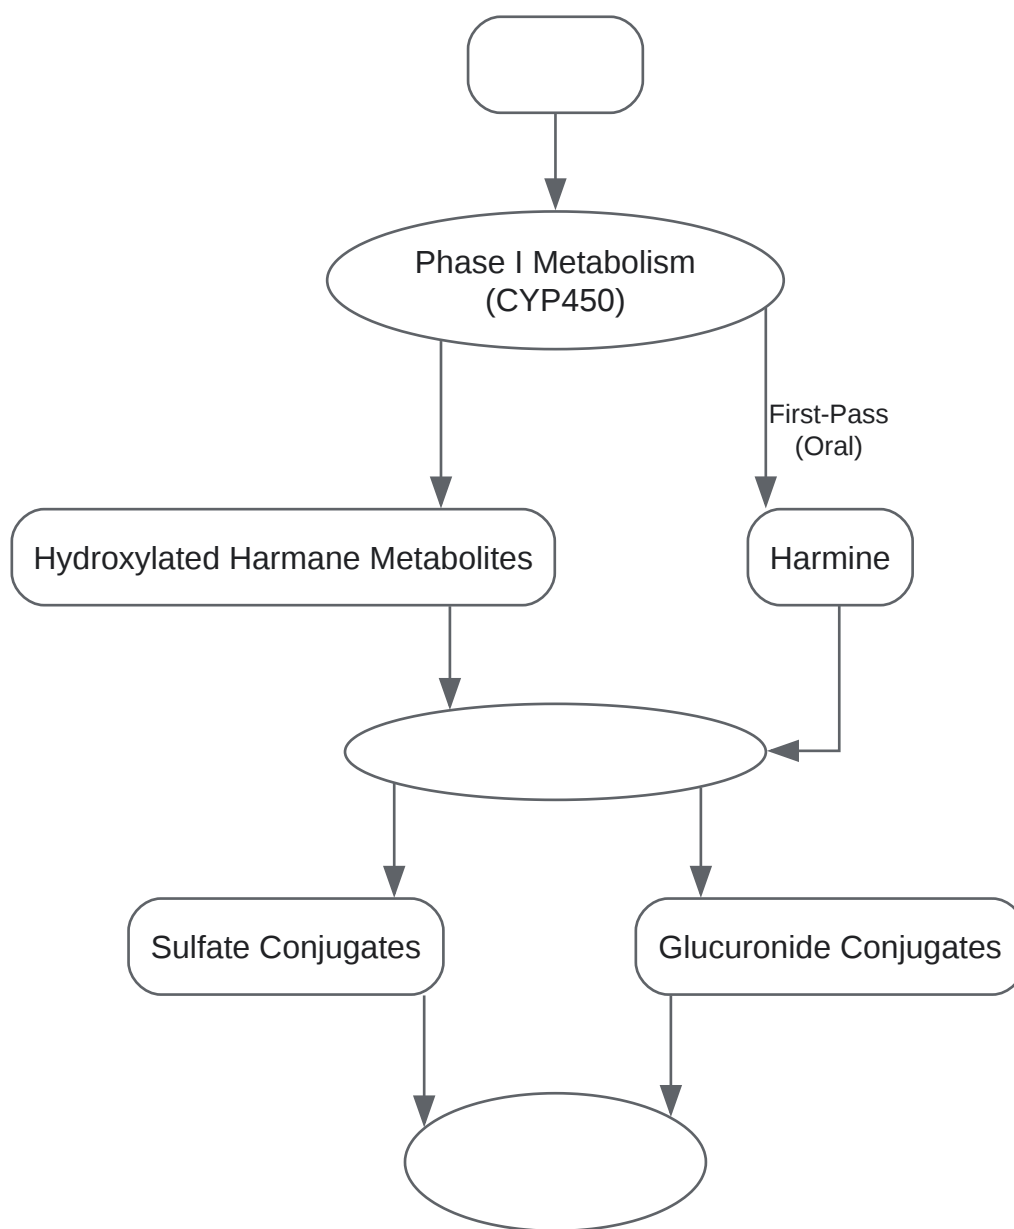 Phase I Metabolism
(CYP450)
First-Pass
(Oral)
Hydroxylated Harmane Metabolites
Harmine
Sulfate Conjugates
Glucuronide Conjugates